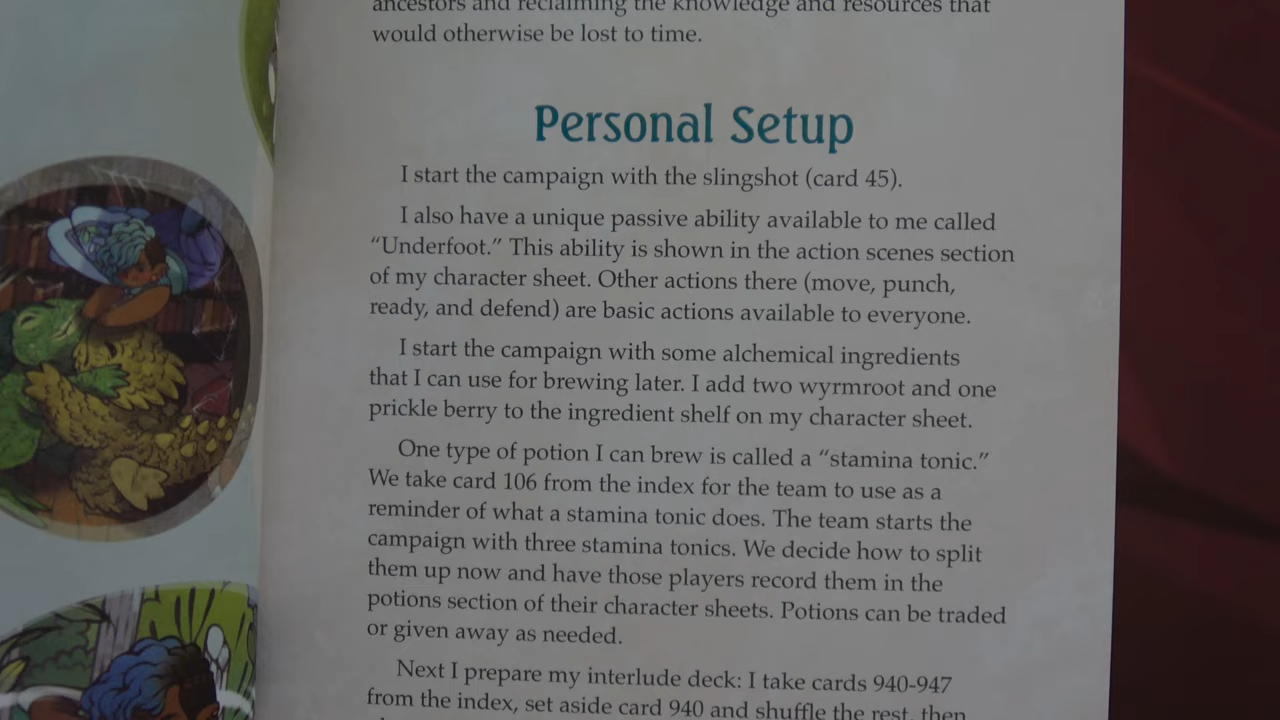 ancestors and reclaiming the knowledge and resources that
would otherwise be lost to time.
Personal Setup
I start the campaign with the slingshot (card 45).
I also have a unique passive ability available to me called
“Underfoot.” This ability is shown in the action scenes section
of my character sheet. Other actions there (move, punch,
ready, and defend) are basic actions available to everyone.
I start the campaign with some alchemical ingredients
that I can use for brewing later. I add two wyrmroot and one
prickle berry to the ingredient shelf on my character sheet.
One type of potion I can brew is called a “stamina tonic.”
We take card 106 from the index for the team to use as a
reminder of what a stamina tonic does. The team starts the
campaign with three stamina tonics. We decide how to split
them up now and have those players record them in the
potions section of their character sheets. Potions can be traded
or given away as needed.
Next I prepare my interlude deck: I take cards 940-947
from the index, set aside card 940 and shuffle the rest, then